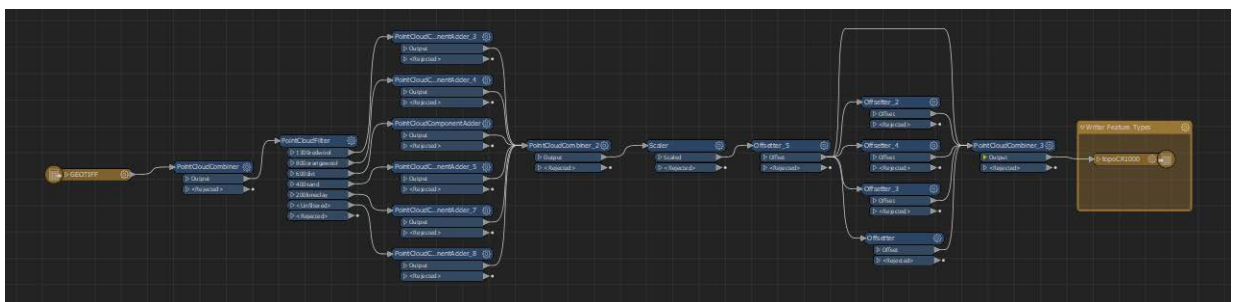 GEOTIFF
PointCloudCombiner
Output
<Rejected>
PointCloudFilter
<Unfiltered>
<Rejected>
PointCloudC...nentAdder_3
Output
<Rejected>
PointCloudC...nentAdder_4
Output
<Rejected>
PointCloudComponentAdder
Output
<Rejected>
PointCloudC...nentAdder_5
Output
<Rejected>
PointCloudC...nentAdder_7
Output
<Rejected>
PointCloudC...nentAdder_8
Output
<Rejected>
PointCloudCombiner_2
Output
<Rejected>
Scaler
Scaled
<Rejected>
Offsetter_5
Offset
<Rejected>
Offsetter_2
Offset
<Rejected>
Offsetter_4
Offset
<Rejected>
Offsetter_3
Offset
<Rejected>
Offsetter
Offset
<Rejected>
PointCloudCombiner_3
Output
<Rejected>
Writer Feature Types
topoCR1000